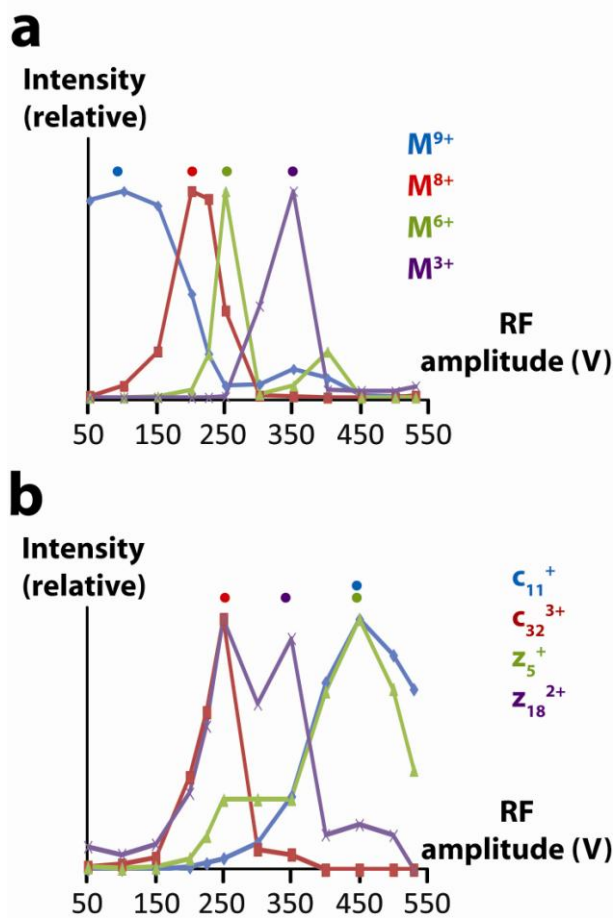 a
Intensity
(relative)
M⁹⁺
M⁸⁺
M⁶⁺
M³⁺
RF
amplitude (V)
50 150 250 350 450 550
b
Intensity
(relative)
c₁₁⁺
c₃₂³⁺
z₅⁺
z₁₈²⁺
RF
amplitude (V)
50 150 250 350 450 550